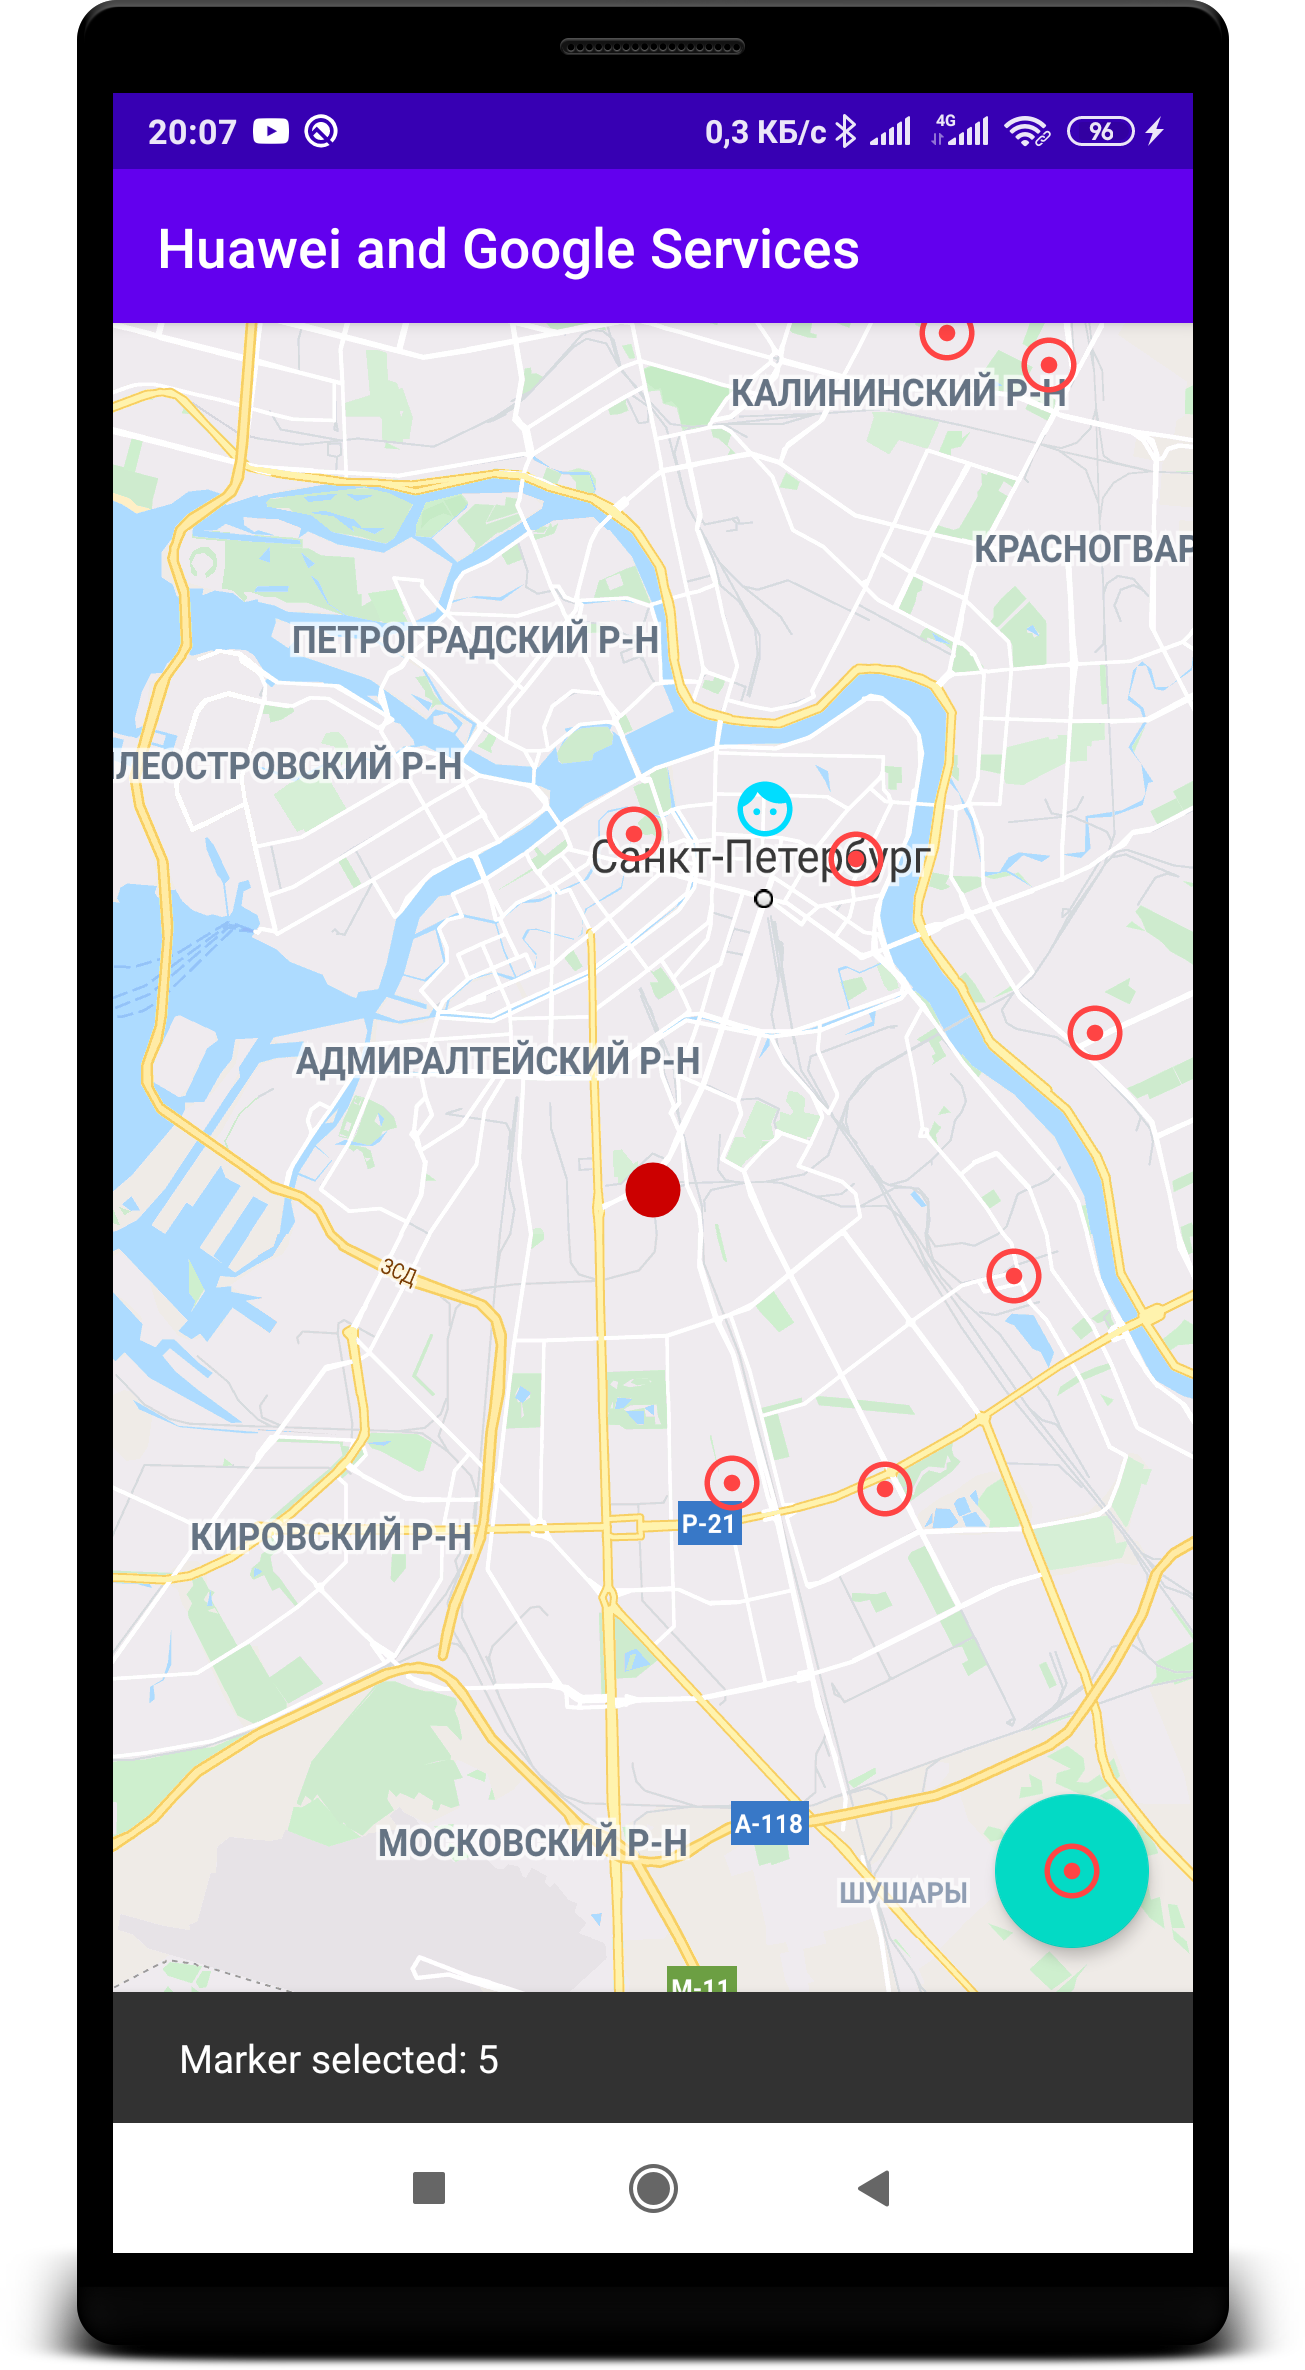 20:07
0,3 КБ/с
4G
96
Huawei and Google Services
КАЛИНИНСКИЙ Р-Н
КРАСНОГВАР
ПЕТРОГРАДСКИЙ Р-Н
ЛЕОСТРОВСКИЙ Р-Н
Санкт-Петербург
АДМИРАЛТЕЙСКИЙ Р-Н
ЗСД
Р-21
КИРОВСКИЙ Р-Н
А-118
МОСКОВСКИЙ Р-Н
ШУШАРЫ
М-11
Marker selected: 5